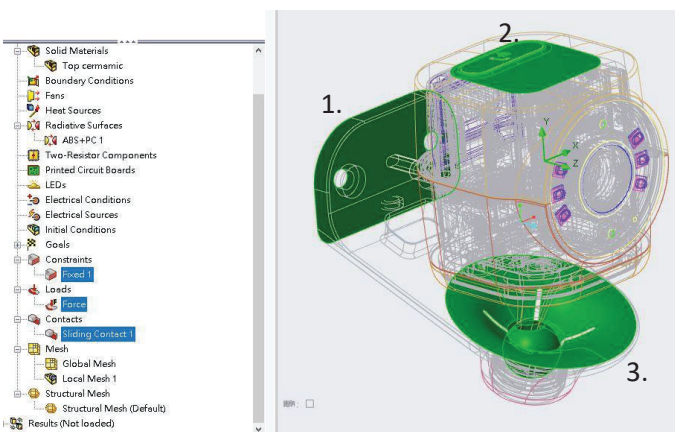 Solid Materials
Top cermamic
Boundary Conditions
Fans
Heat Sources
Radiative Surfaces
ABS+PC 1
Two-Resistor Components
Printed Circuit Boards
LEDs
Electrical Conditions
Electrical Sources
Initial Conditions
Goals
Constraints
Fixed 1
Loads
Force
Contacts
Sliding Contact 1
Mesh
Global Mesh
Local Mesh 1
Structural Mesh
Structural Mesh (Default)
Results (Not loaded)
1.
2.
Y
X
Z
3.